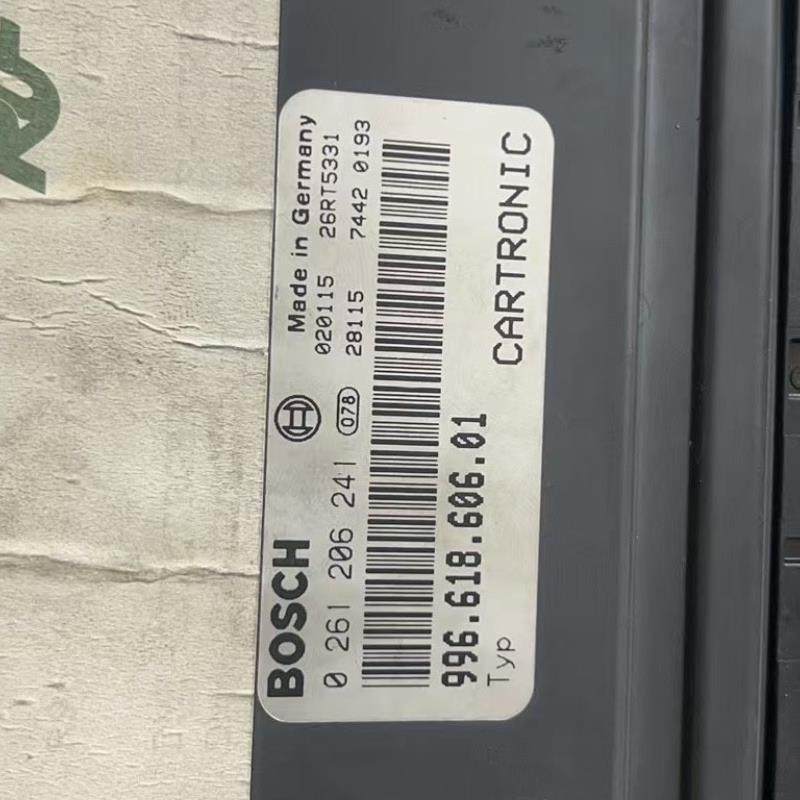 BOSCH
Made in Germany
0 261 206 241
078
020115 26RT5331
28115 7442 0193
996.618.606.01
Typ
CARTRONIC